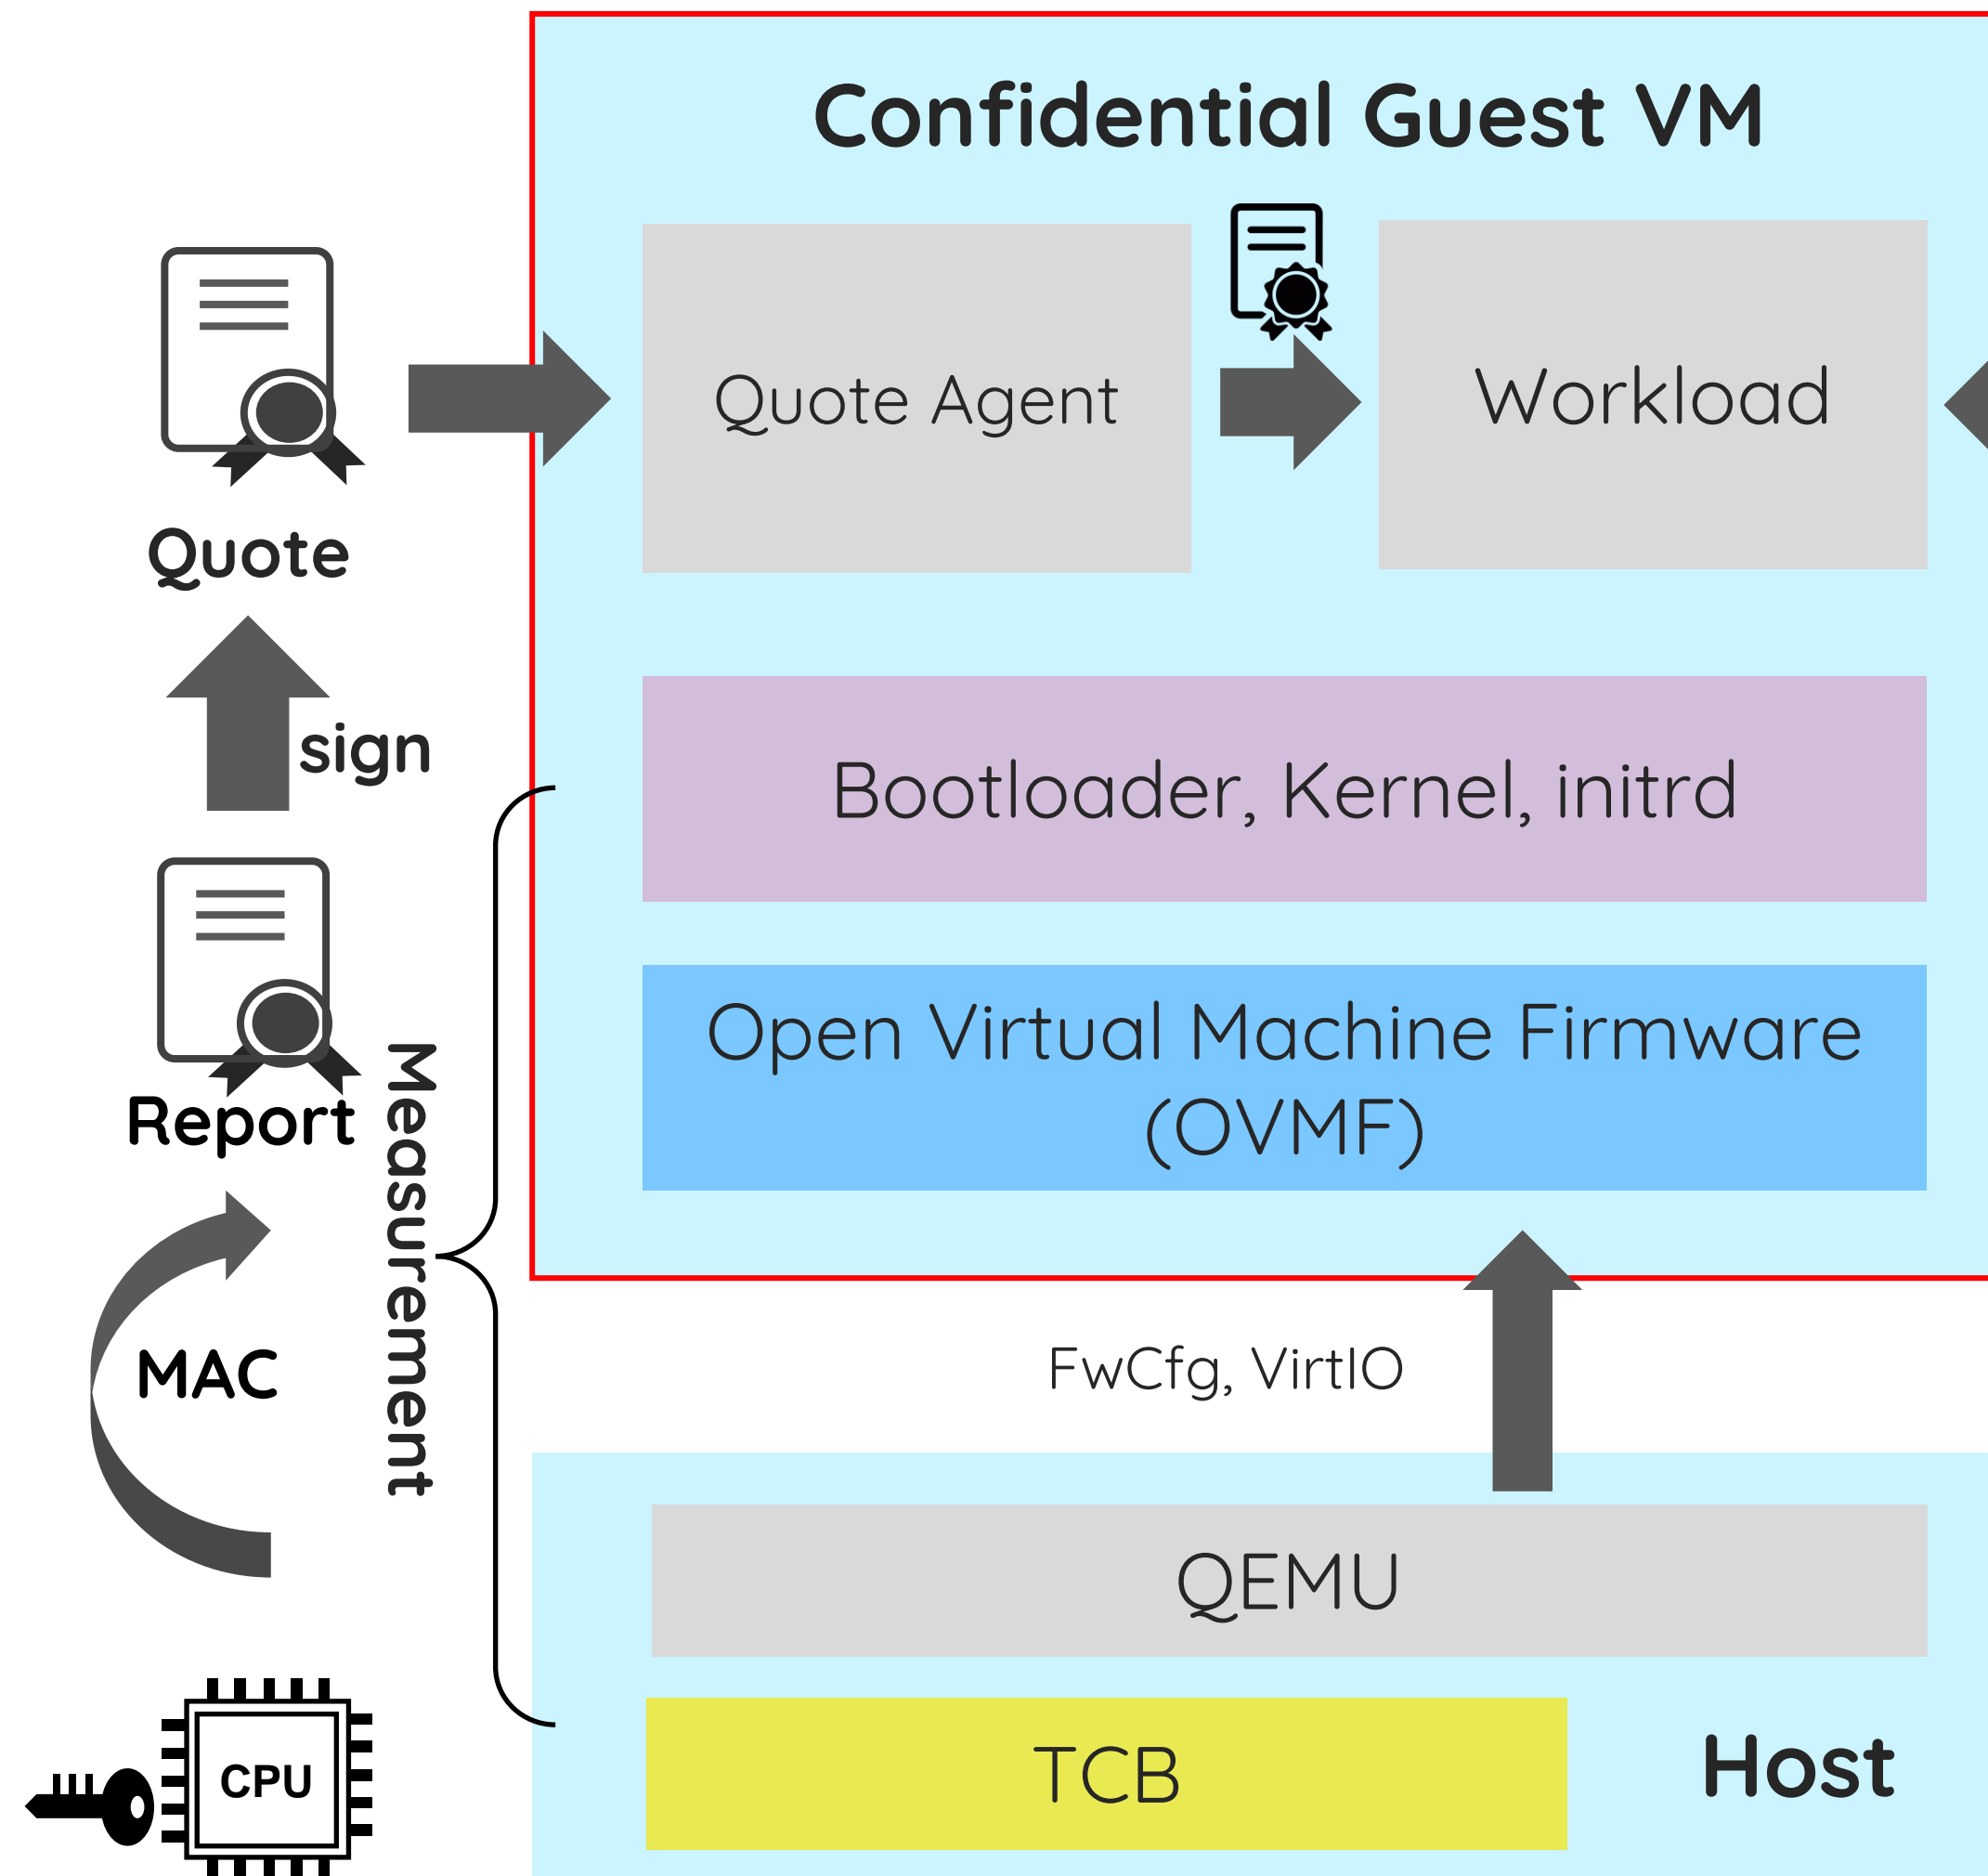 Confidential Guest VM
Quote Agent
Workload
Quote
sign
Bootloader, Kernel, initrd
Open Virtual Machine Firmware
(OVMF)
Report
Measurement
MAC
FwCfg, VirtIO
QEMU
TCB
Host
CPU